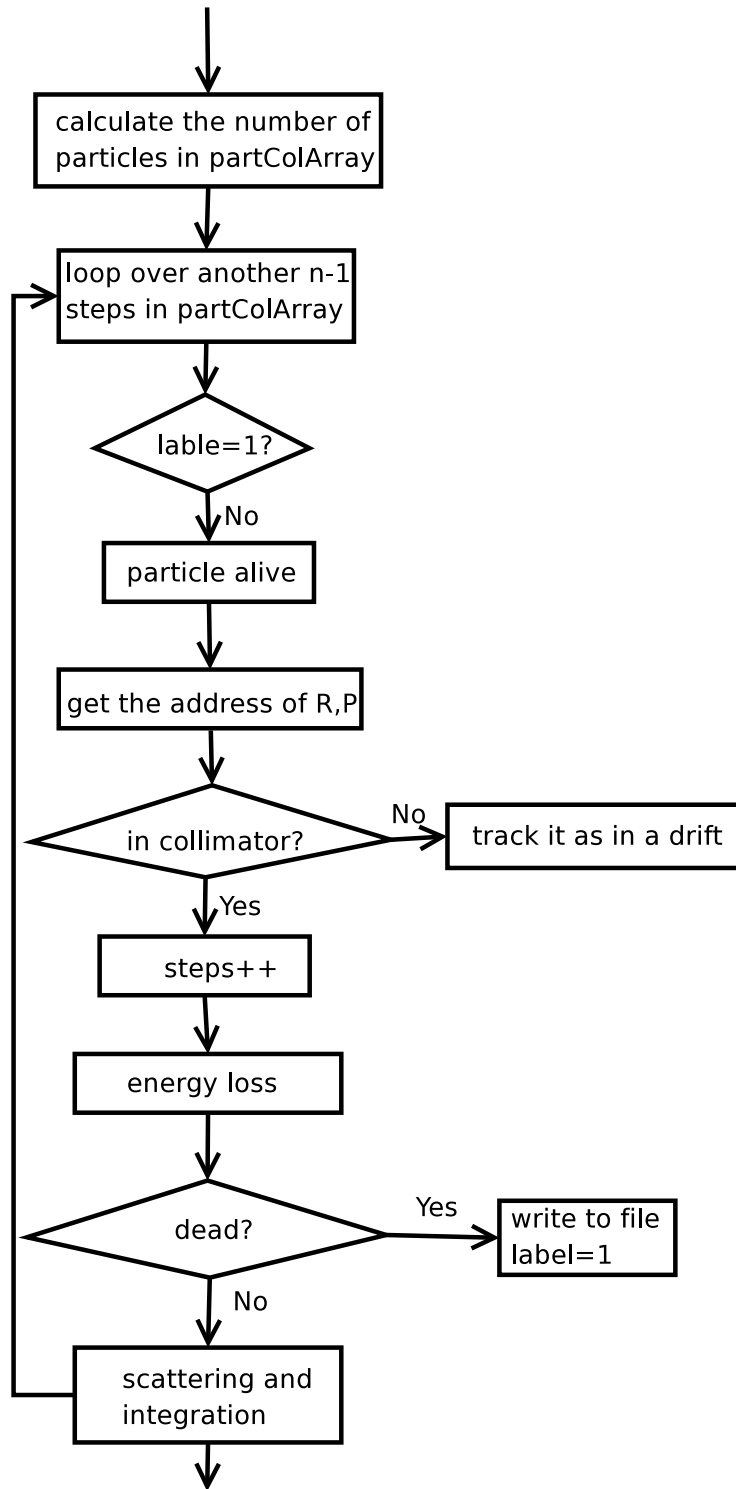 calculate the number of
particles in partColArray
loop over another n-1
steps in partColArray
lable=1?
No
particle alive
get the address of R,P
in collimator?
No
track it as in a drift
Yes
steps++
energy loss
dead?
Yes
write to file
label=1
No
scattering and
integration